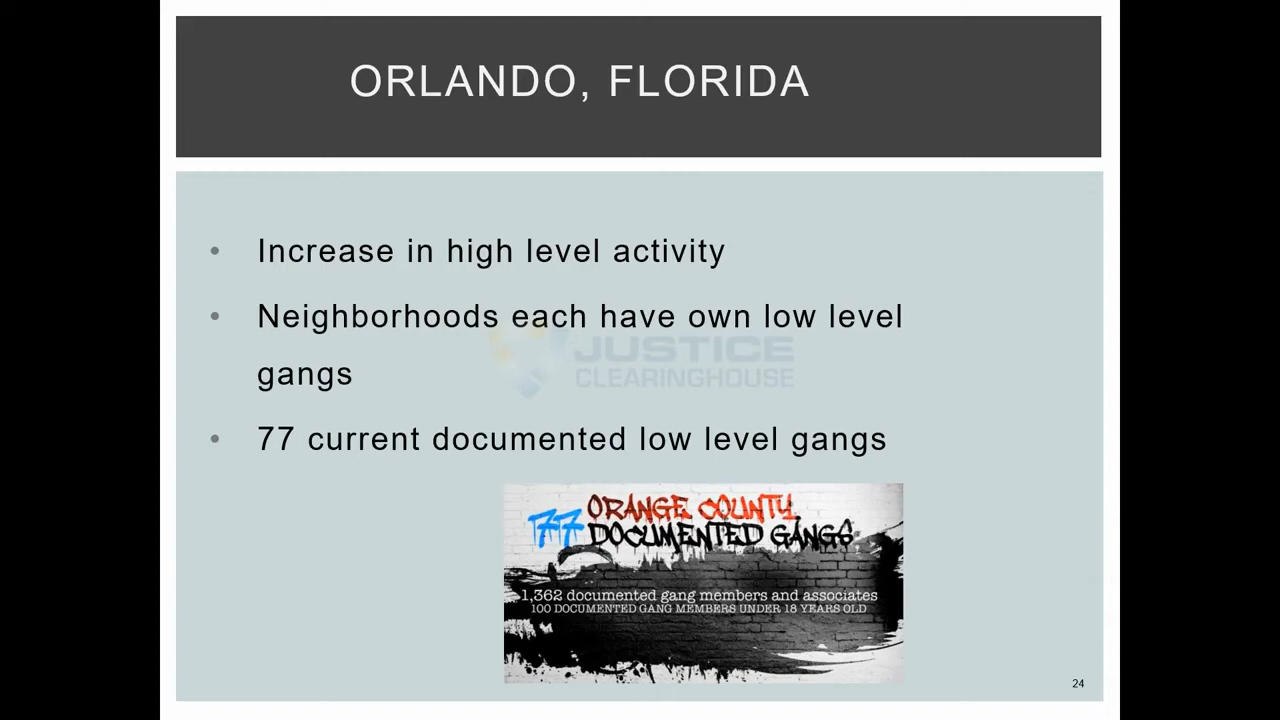 ORLANDO, FLORIDA
• Increase in high level activity
• Neighborhoods each have own low level
gangs
JUSTICE
CLEARINGHOUSE
• 77 current documented low level gangs
77 ORANGE COUNTY
DOCUMENTED GANGS
1,362 documented gang members and associates
100 DOCUMENTED GANG MEMBERS UNDER 18 YEARS OLD
24